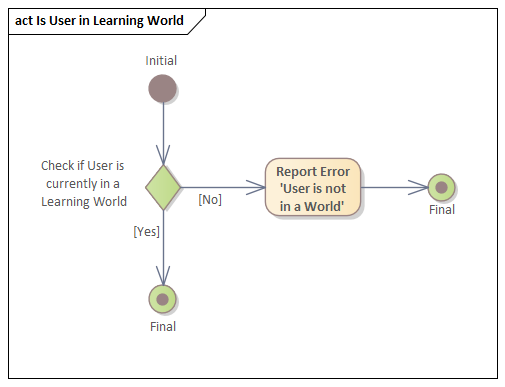 act Is User in Learning World
Initial
Check if User is
currently in a
Learning World
[No]
Report Error
'User is not
in a World'
Final
[Yes]
Final